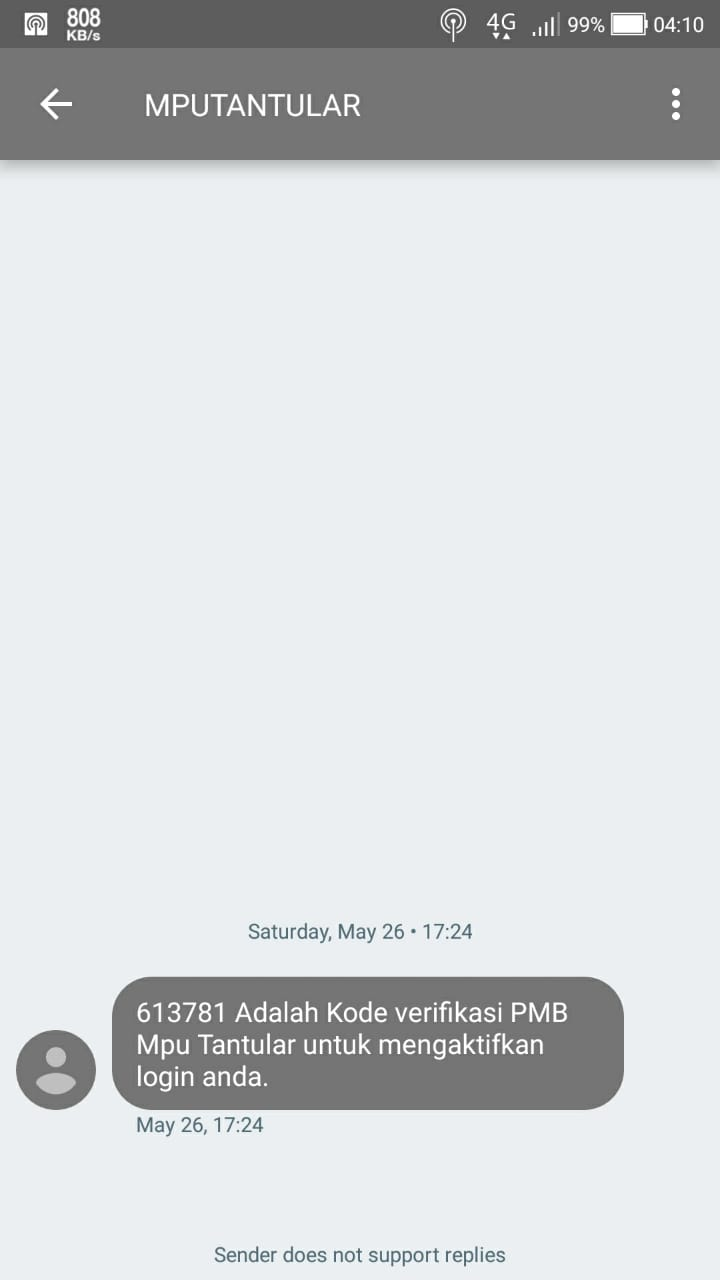 808
KB/s
4G
99%
04:10
MPUTANTULAR
Saturday, May 26 • 17:24
613781 Adalah Kode verifikasi PMB
Mpu Tantular untuk mengaktifkan
login anda.
May 26, 17:24
Sender does not support replies